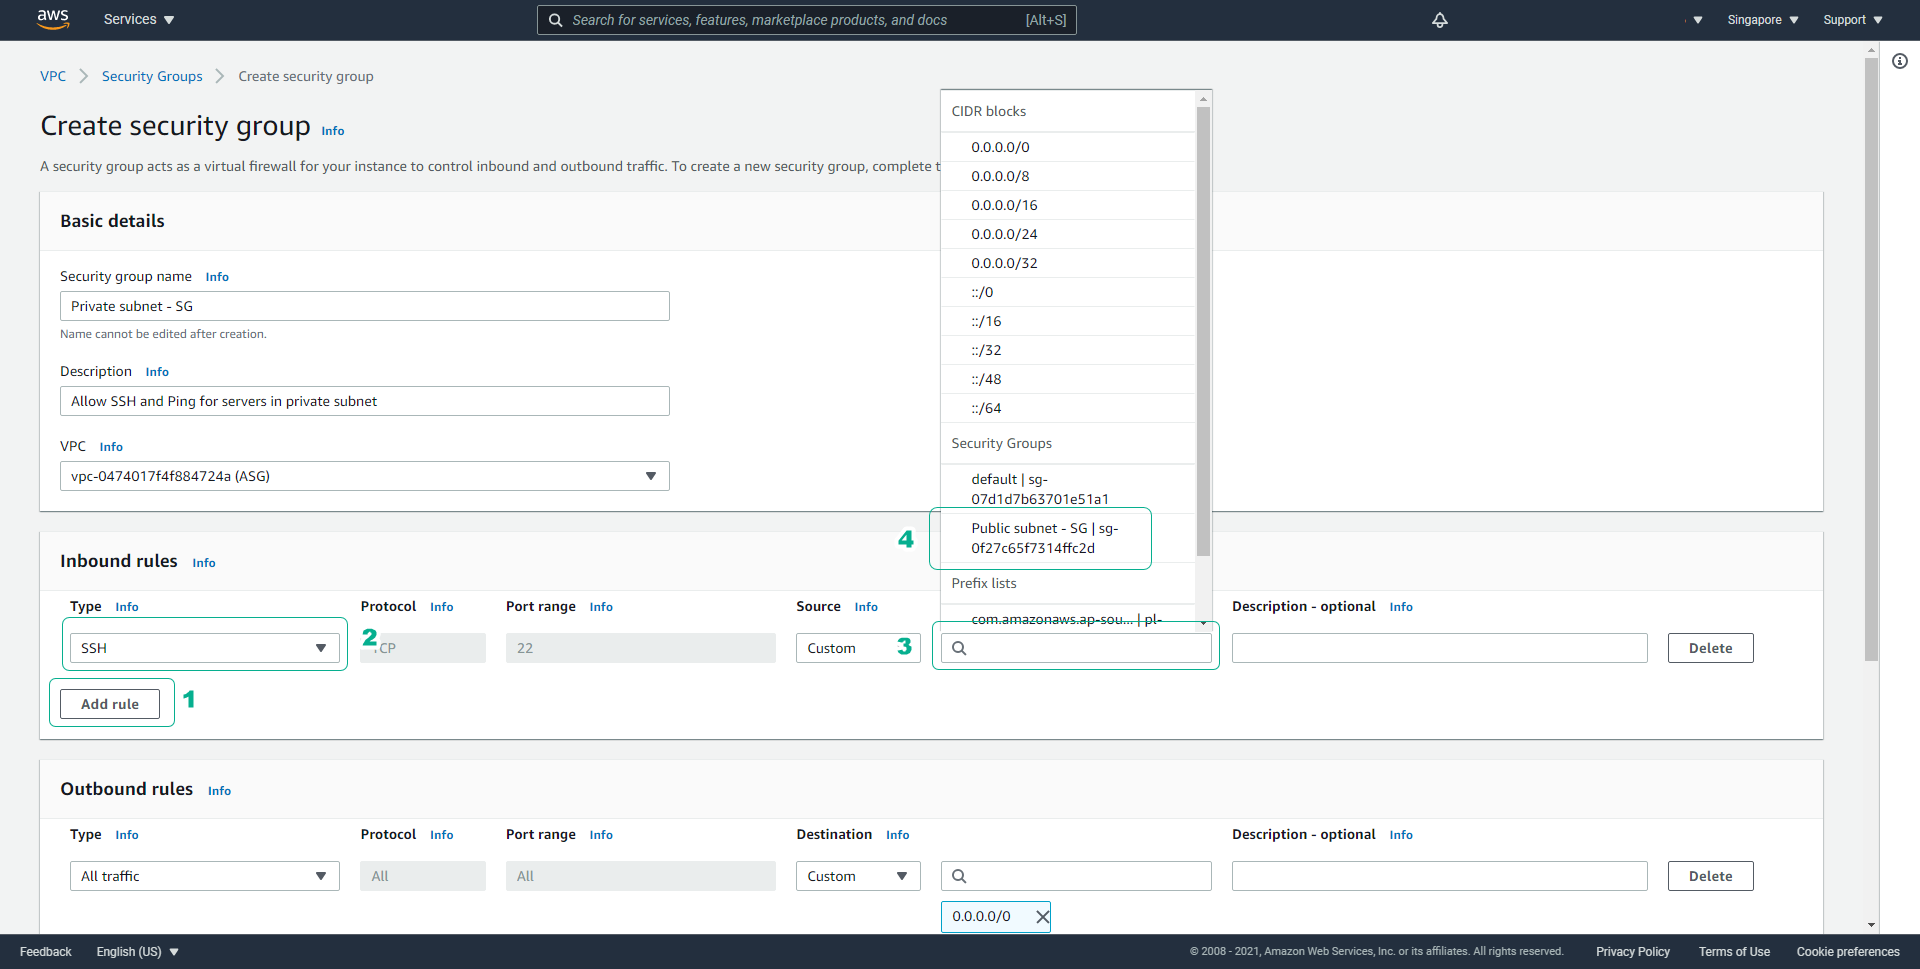 aws
Services
Search for services, features, marketplace products, and docs [Alt+S]
Singapore
Support
VPC
Security Groups
Create security group
Create security group Info
A security group acts as a virtual firewall for your instance to control inbound and outbound traffic. To create a new security group, complete t
Basic details
Security group name Info
Private subnet - SG
Name cannot be edited after creation.
Description Info
Allow SSH and Ping for servers in private subnet
VPC Info
vpc-0474017f4f884724a (ASG)
CIDR blocks
0.0.0.0/0
0.0.0.0/8
0.0.0.0/16
0.0.0.0/24
0.0.0.0/32
::/0
::/16
::/32
::/48
::/64
Security Groups
default | sg-
07d1d7b63701e51a1
4
Public subnet - SG | sg-
0f27c65f7314ffc2d
Prefix lists
com.amazonaws.ap-sou... | pl-
Inbound rules Info
Type Info
Protocol Info
Port range Info
Source Info
Description - optional Info
SSH
2
CP
22
Custom
3
Delete
Add rule
1
Outbound rules Info
Type Info
Protocol Info
Port range Info
Destination Info
Description - optional Info
All traffic
All
All
Custom
Delete
0.0.0.0/0
Feedback
English (US)
© 2008 - 2021, Amazon Web Services, Inc. or its affiliates. All rights reserved.
Privacy Policy
Terms of Use
Cookie preferences